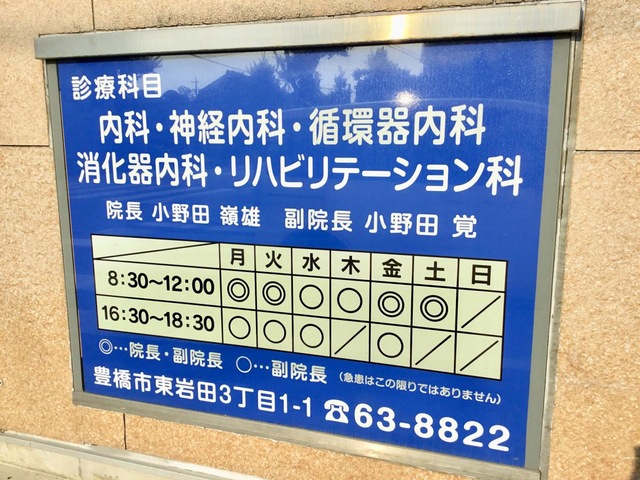 診療科目
内科・神経内科・循環器内科
消化器内科・リハビリテーション科
院長 小野田 嶺雄 副院長 小野田 覚
月 火 水 木 金 土 日
8:30～12:00 ◎ ◎ ○ ○ ◎ ◎ ／
16:30～18:30 ○ ○ ○ ／ ○ ／ ／
◎…院長・副院長 ○…副院長 (急患はこの限りではありません)
豊橋市東岩田3丁目1-1 ☎63-8822